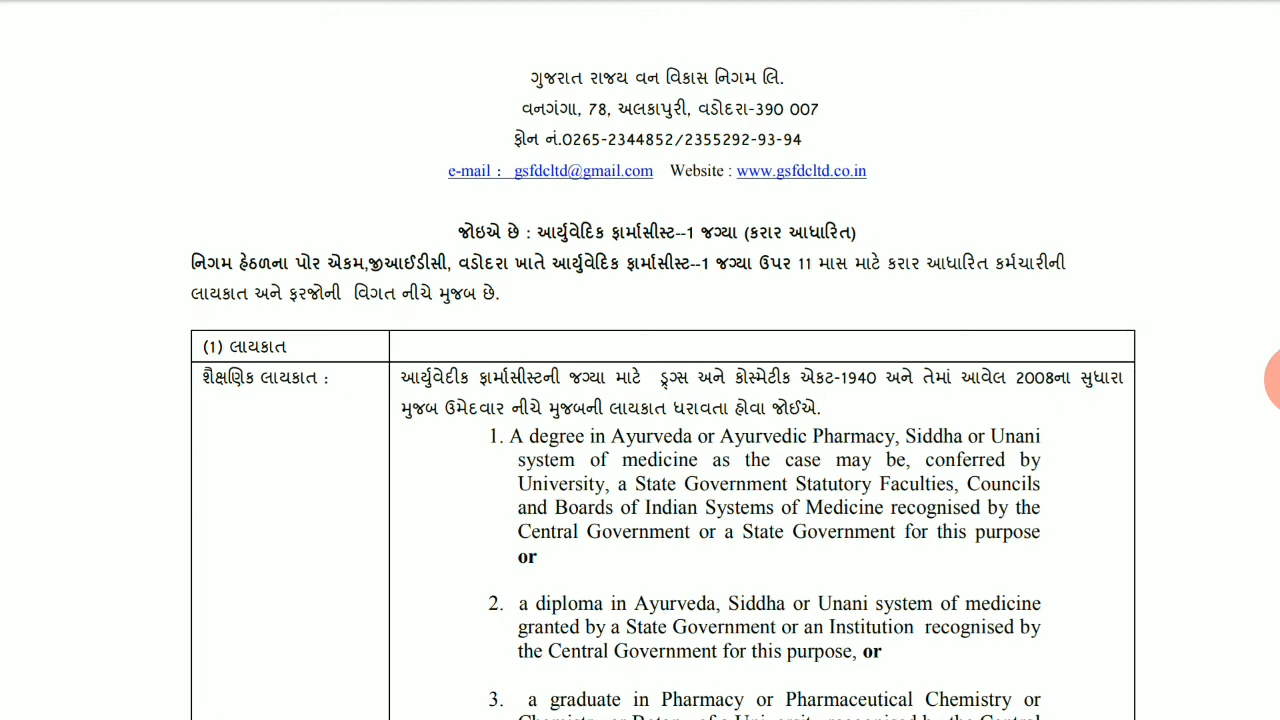 ગુજરાત રાજય વન વિકાસ નિગમ લિ.
વનગંગા, 78, અલકાપુરી, વડોદરા-390 007
ફોન નં.0265-2344852/2355292-93-94
e-mail : gsfdcltd@gmail.com Website : www.gsfdcltd.co.in
જોઇએ છે : આર્યુવેદિક ફાર્માસીસ્ટ--1 જગ્યા (કરાર આધારિત)
નિગમ હેઠળના પોર એકમ,જીઆઈડીસી, વડોદરા ખાતે આર્યુવેદિક ફાર્માસીસ્ટ--1 જગ્યા ઉપર 11 માસ માટે કરાર આધારિત કર્મચારીની
લાયકાત અને ફરજોની વિગત નીચે મુજબ છે.
(1) લાયકાત
શૈક્ષણિક લાયકાત :
આર્યુવેદીક ફાર્માસીસ્ટની જગ્યા માટે ડ્રગ્સ અને કોસ્મેટીક એકટ-1940 અને તેમાં આવેલ 2008ના સુધારા
મુજબ ઉમેદવાર નીચે મુજબની લાયકાત ધરાવતા હોવા જોઈએ.
1. A degree in Ayurveda or Ayurvedic Pharmacy, Siddha or Unani
system of medicine as the case may be, conferred by
University, a State Government Statutory Faculties, Councils
and Boards of Indian Systems of Medicine recognised by the
Central Government or a State Government for this purpose
or
2. a diploma in Ayurveda, Siddha or Unani system of medicine
granted by a State Government or an Institution recognised by
the Central Government for this purpose, or
3. a graduate in Pharmacy or Pharmaceutical Chemistry or